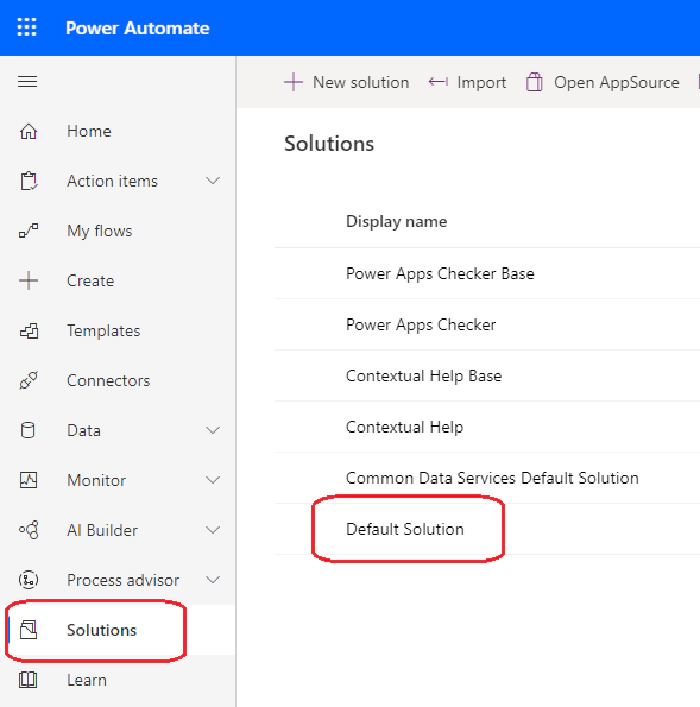 Power Automate
New solution
Import
Open AppSource
Home
Action items
My flows
Create
Templates
Connectors
Data
Monitor
AI Builder
Process advisor
Solutions
Learn
Solutions
Display name
Power Apps Checker Base
Power Apps Checker
Contextual Help Base
Contextual Help
Common Data Services Default Solution
Default Solution